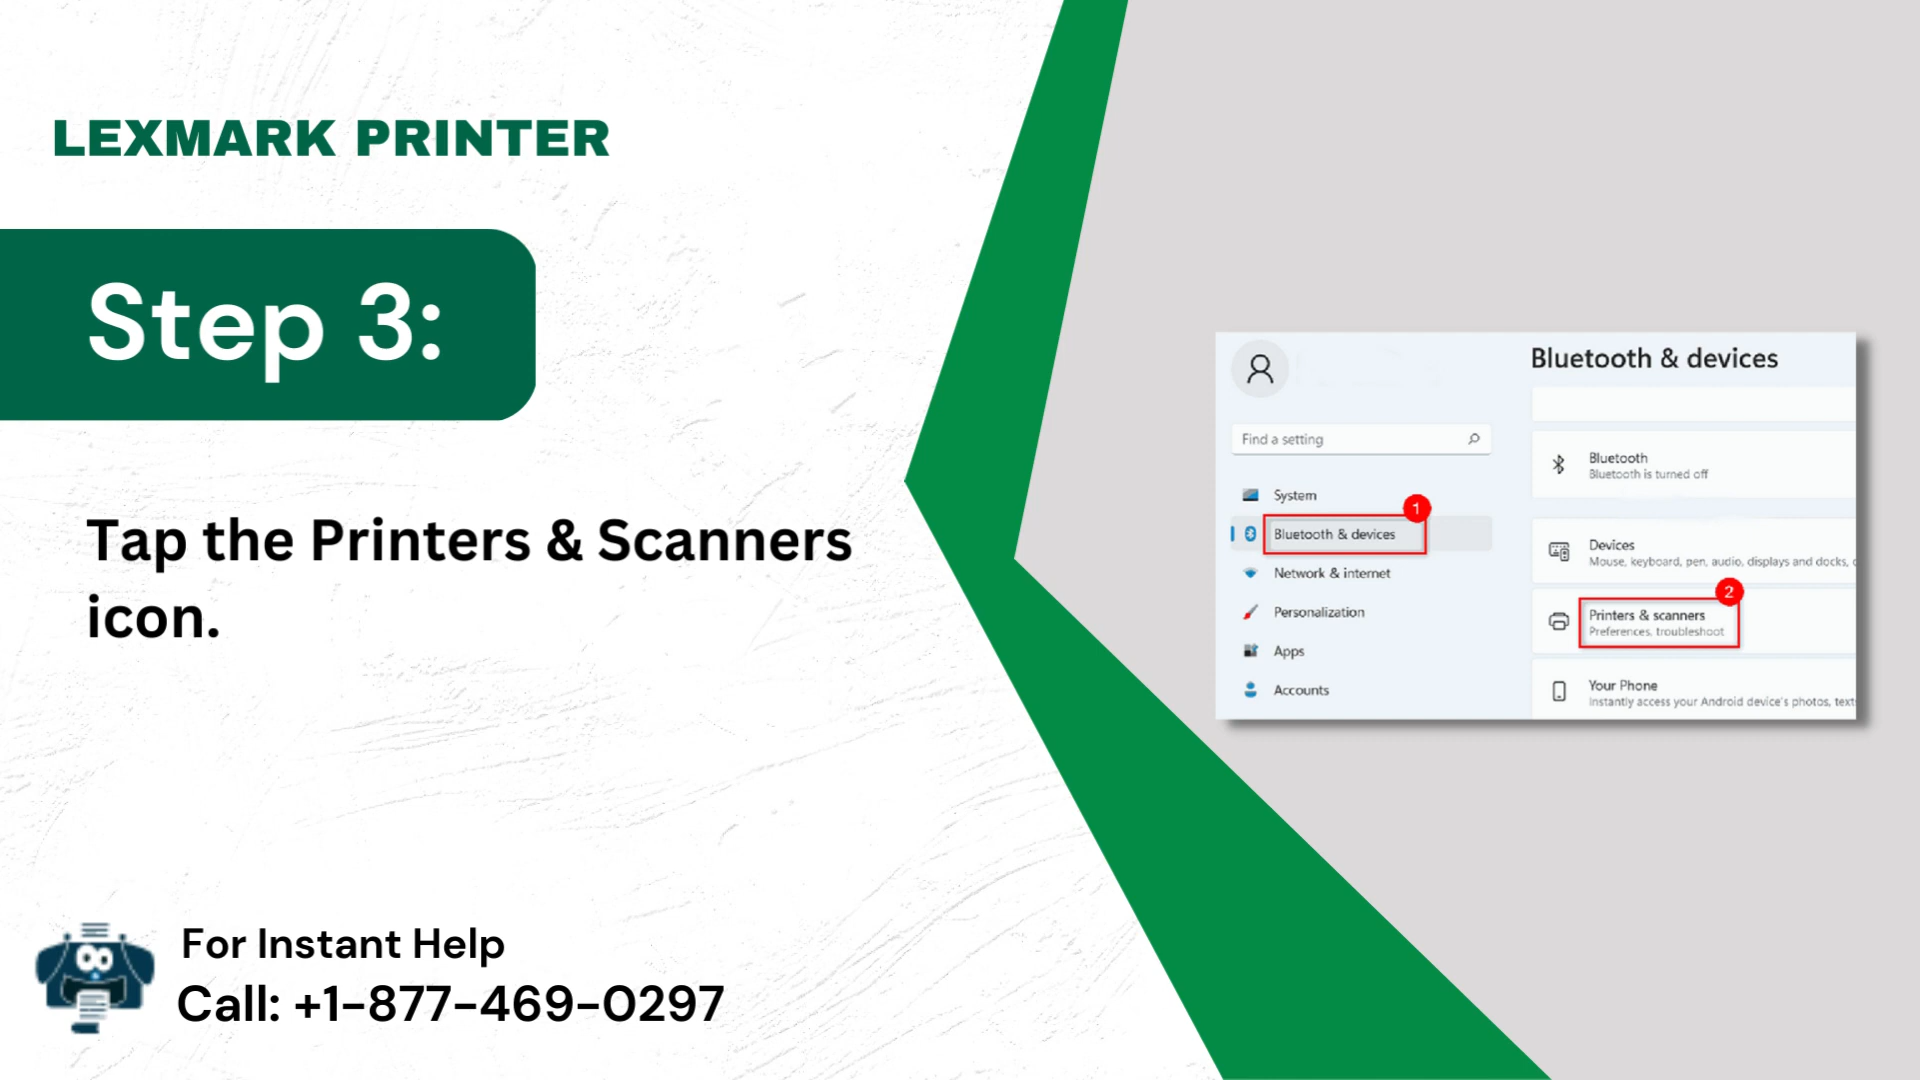 LEXMARK PRINTER
Step 3:
Tap the Printers & Scanners
icon.
For Instant Help
Call: +1-877-469-0297
Find a setting
System
1
Bluetooth & devices
Network & internet
Personalization
Apps
Accounts
Bluetooth & devices
Bluetooth
Bluetooth is turned off
Devices
Mouse, keyboard, pen, audio, displays and docks,
2
Printers & scanners
Preferences, troubleshoot
Your Phone
Instantly access your Android device's photos, text